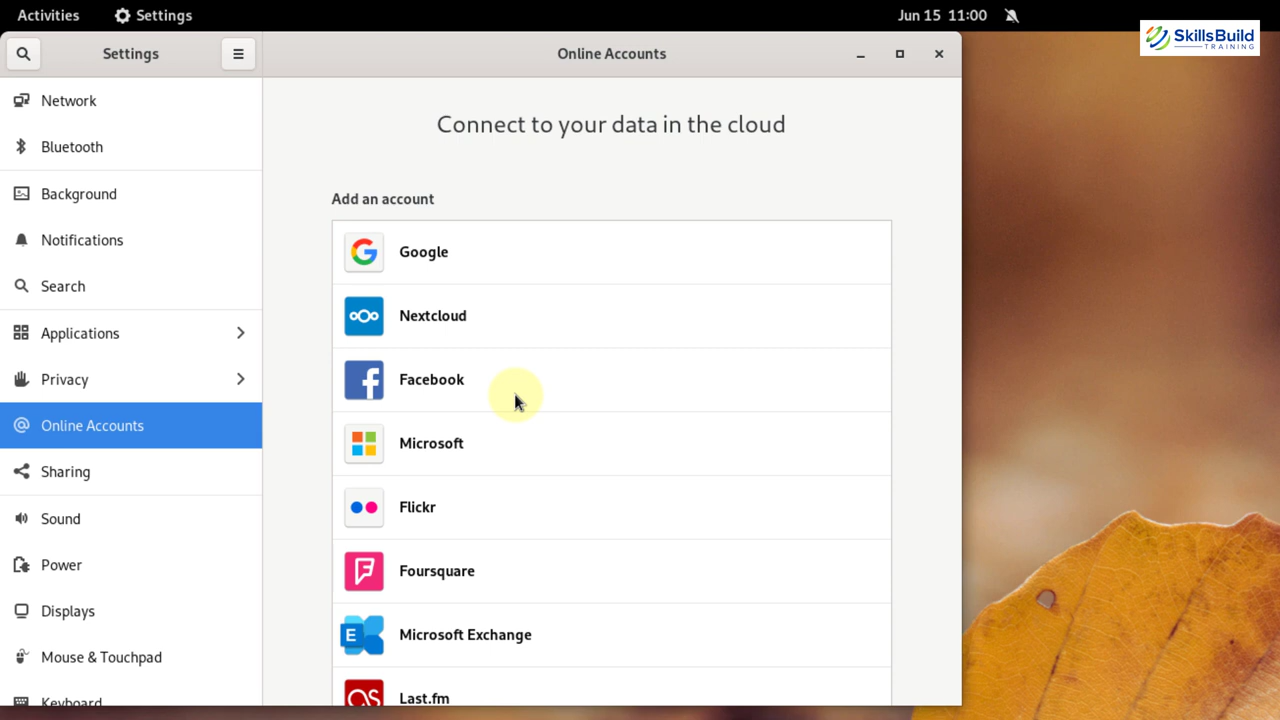 Activities
Settings
Jun 15 11:00
SkillsBuild
TRAINING
Settings
Online Accounts
Network
Bluetooth
Background
Notifications
Search
Applications
Privacy
Online Accounts
Sharing
Sound
Power
Displays
Mouse & Touchpad
Keyboard
Connect to your data in the cloud
Add an account
Google
Nextcloud
Facebook
Microsoft
Flickr
Foursquare
E
Microsoft Exchange
Last.fm